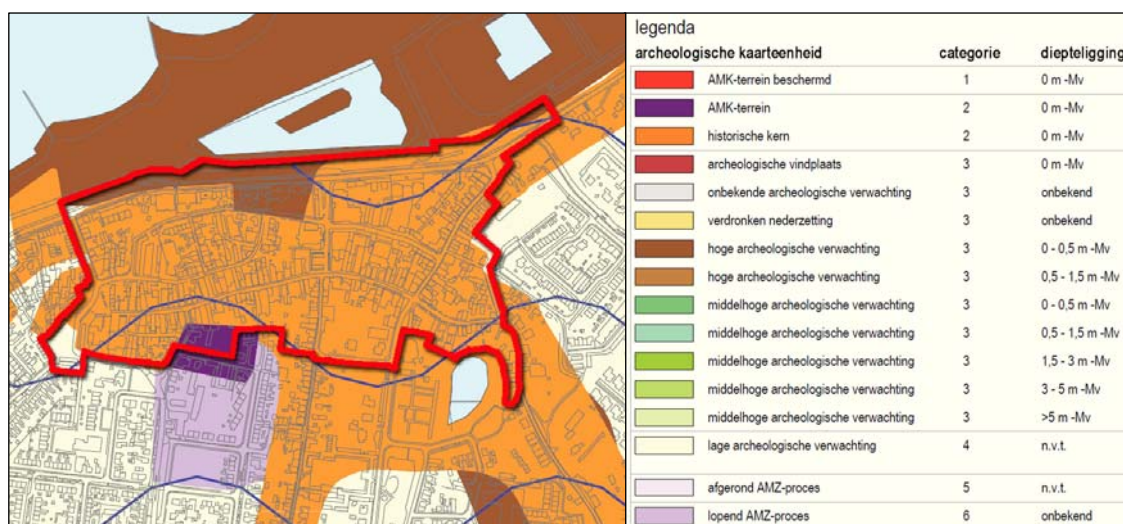 legenda
archeologische kaarteenheid categorie diepteligging
AMK-terrein beschermd 1 0 m -Mv
AMK-terrein 2 0 m -Mv
historische kern 2 0 m -Mv
archeologische vindplaats 3 0 m -Mv
onbekende archeologische verwachting 3 onbekend
verdronken nederzetting 3 onbekend
hoge archeologische verwachting 3 0 - 0,5 m -Mv
hoge archeologische verwachting 3 0,5 - 1,5 m -Mv
middelhoge archeologische verwachting 3 0 - 0,5 m -Mv
middelhoge archeologische verwachting 3 0,5 - 1,5 m -Mv
middelhoge archeologische verwachting 3 1,5 - 3 m -Mv
middelhoge archeologische verwachting 3 3 - 5 m -Mv
middelhoge archeologische verwachting 3 >5 m -Mv
lage archeologische verwachting 4 n.v.t.
afgerond AMZ-proces 5 n.v.t.
lopend AMZ-proces 6 onbekend